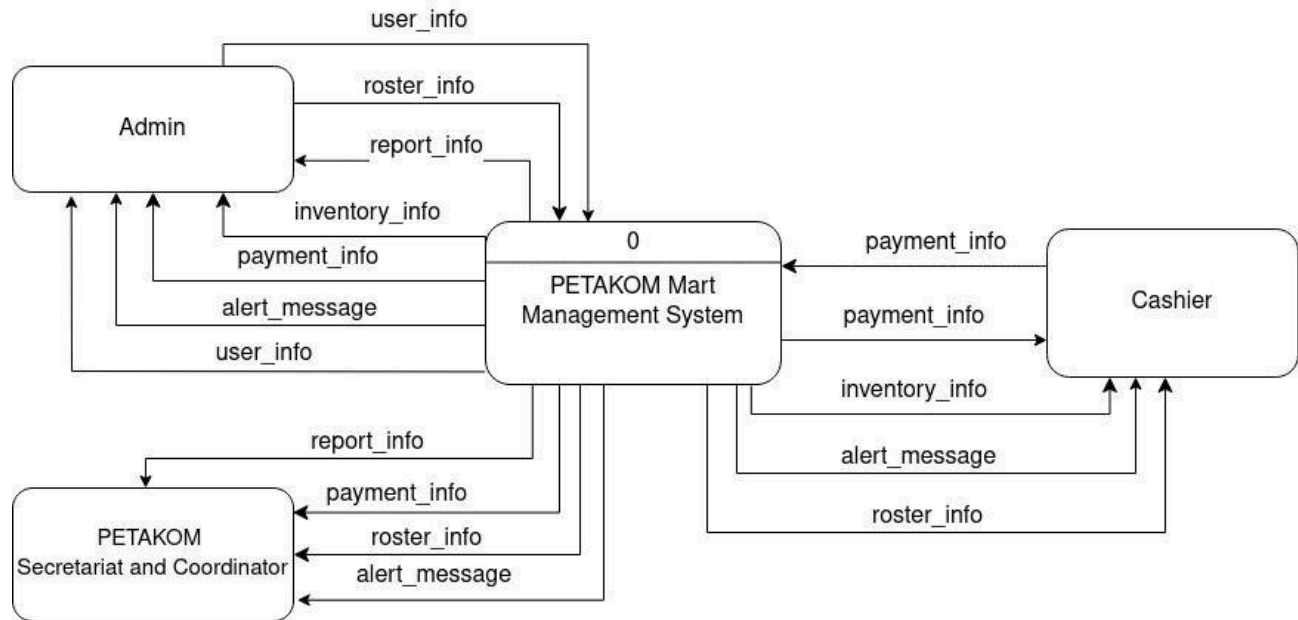 user_info
roster_info
Admin
report_info
inventory_info
payment_info
alert_message
user_info
0
PETAKOM Mart
Management System
payment_info
payment_info
Cashier
inventory_info
alert_message
roster_info
report_info
payment_info
roster_info
alert_message
PETAKOM
Secretariat and Coordinator